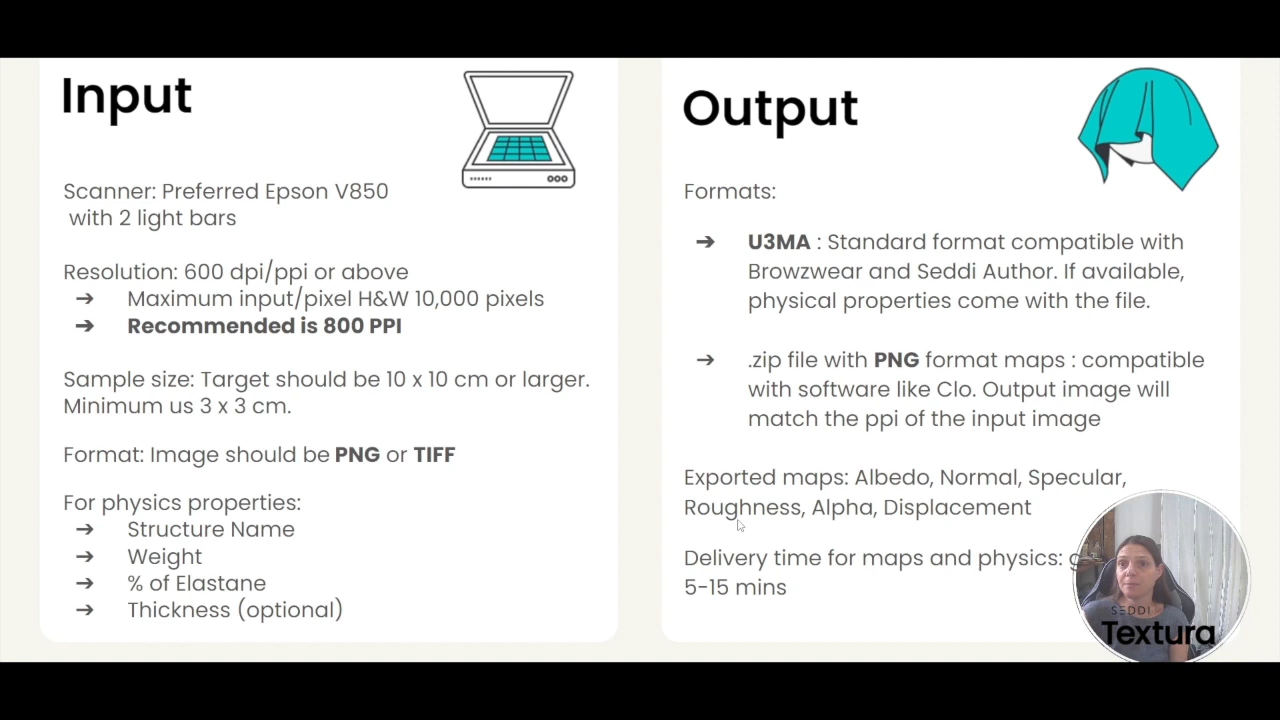 Input
Scanner: Preferred Epson V850
with 2 light bars
Resolution: 600 dpi/ppi or above
➔ Maximum input/pixel H&W 10,000 pixels
➔ Recommended is 800 PPI
Sample size: Target should be 10 x 10 cm or larger.
Minimum us 3 x 3 cm.
Format: Image should be PNG or TIFF
For physics properties:
➔ Structure Name
➔ Weight
➔ % of Elastane
➔ Thickness (optional)
Output
Formats:
➔ U3MA : Standard format compatible with
Browzwear and Seddi Author. If available,
physical properties come with the file.
➔ .zip file with PNG format maps : compatible
with software like Clo. Output image will
match the ppi of the input image
Exported maps: Albedo, Normal, Specular,
Roughness, Alpha, Displacement
Delivery time for maps and physics:
5-15 mins
SEDDI
Textura